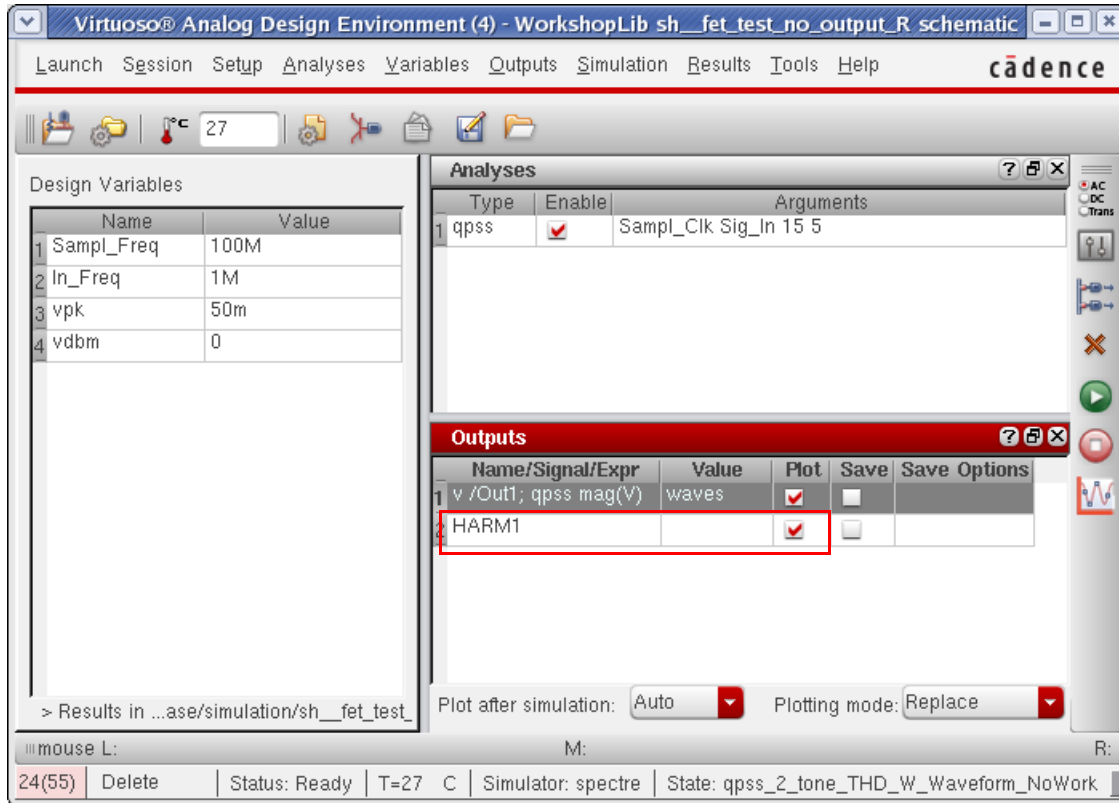 Virtuoso® Analog Design Environment (4) - WorkshopLib sh__fet_test_no_output_R schematic
Launch Session Setup Analyses Variables Outputs Simulation Results Tools Help cādence
°C 27
Design Variables
Name Value
1 Sampl_Freq 100M
2 In_Freq 1M
3 vpk 50m
4 vdbm 0
> Results in ...ase/simulation/sh__fet_test_
Analyses
Type Enable Arguments
1 qpss Sampl_Clk Sig_In 15 5
AC
DC
Trans
Outputs
Name/Signal/Expr Value Plot Save Save Options
1 v /Out1; qpss mag(V) waves
2 HARM1
Plot after simulation: Auto Plotting mode: Replace
mouse L: M: R:
24(55) Delete Status: Ready T=27 C Simulator: spectre State: qpss_2_tone_THD_W_Waveform_NoWork